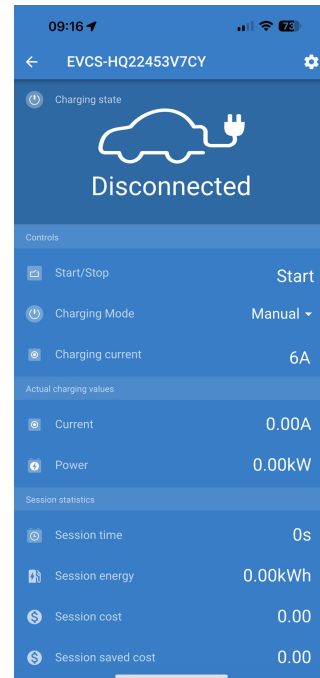 09:16
73
EVCS-HQ22453V7CY
Charging state
Disconnected
Controls
Start/Stop Start
Charging Mode Manual
Charging current 6A
Actual charging values
Current 0.00A
Power 0.00kW
Session statistics
Session time 0s
Session energy 0.00kWh
Session cost 0.00
Session saved cost 0.00